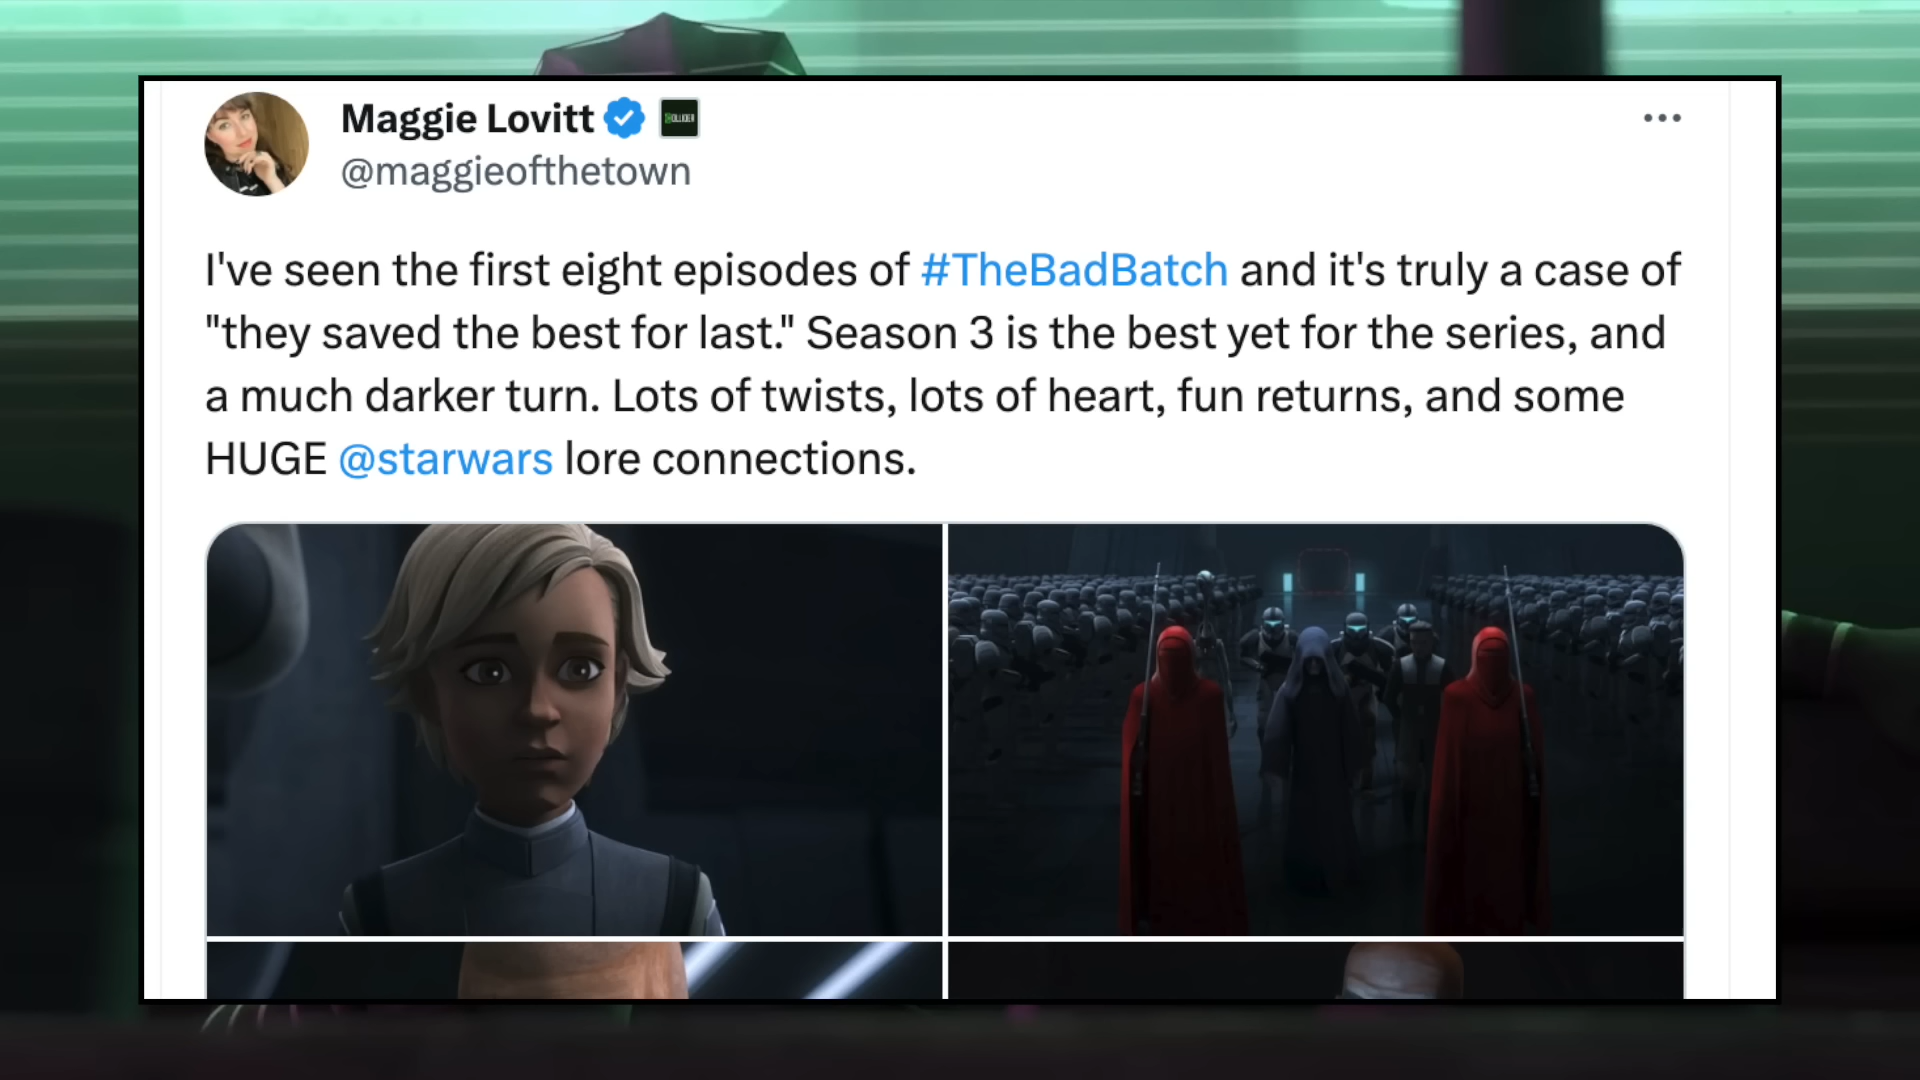 Maggie Lovitt
COLLIDER
@maggieofthetown
I've seen the first eight episodes of #TheBadBatch and it's truly a case of
"they saved the best for last." Season 3 is the best yet for the series, and
a much darker turn. Lots of twists, lots of heart, fun returns, and some
HUGE @starwars lore connections.